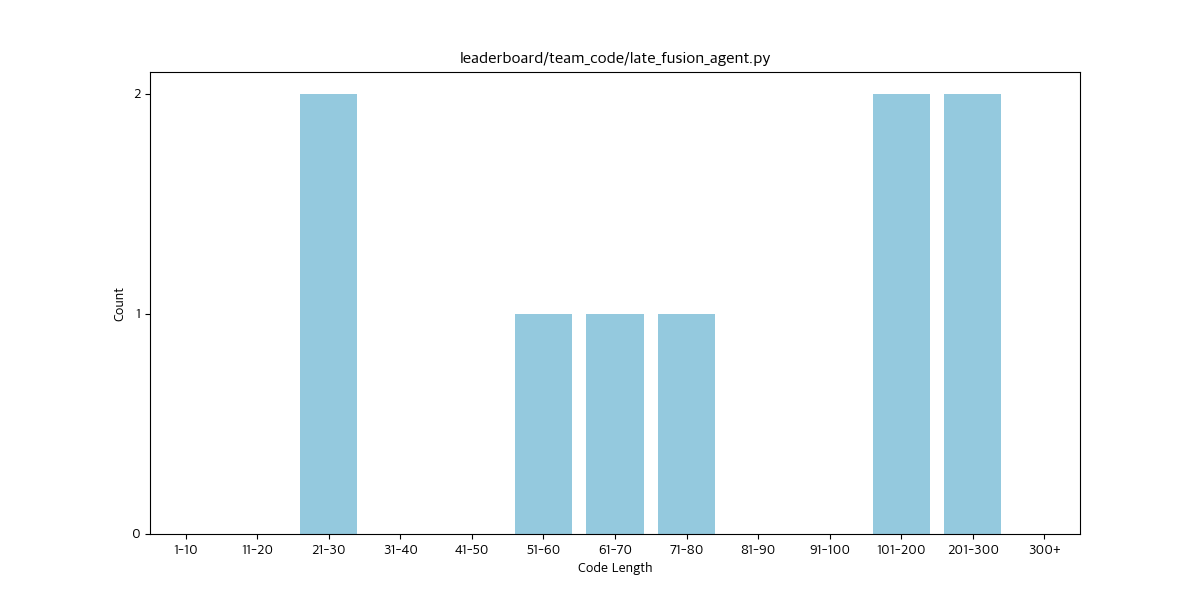 leaderboard/team_code/late_fusion_agent.py
2
1
0
Count
1-10 11-20 21-30 31-40 41-50 51-60 61-70 71-80 81-90 91-100 101-200 201-300 300+
Code Length